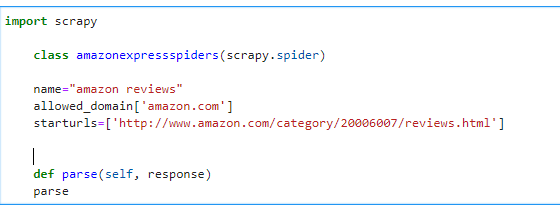 import scrapy
class amazonexpressspiders(scrapy.spider)
name="amazon reviews"
allowed_domain['amazon.com']
starturls=['http://www.amazon.com/category/20006007/reviews.html']
def parse(self, response)
parse